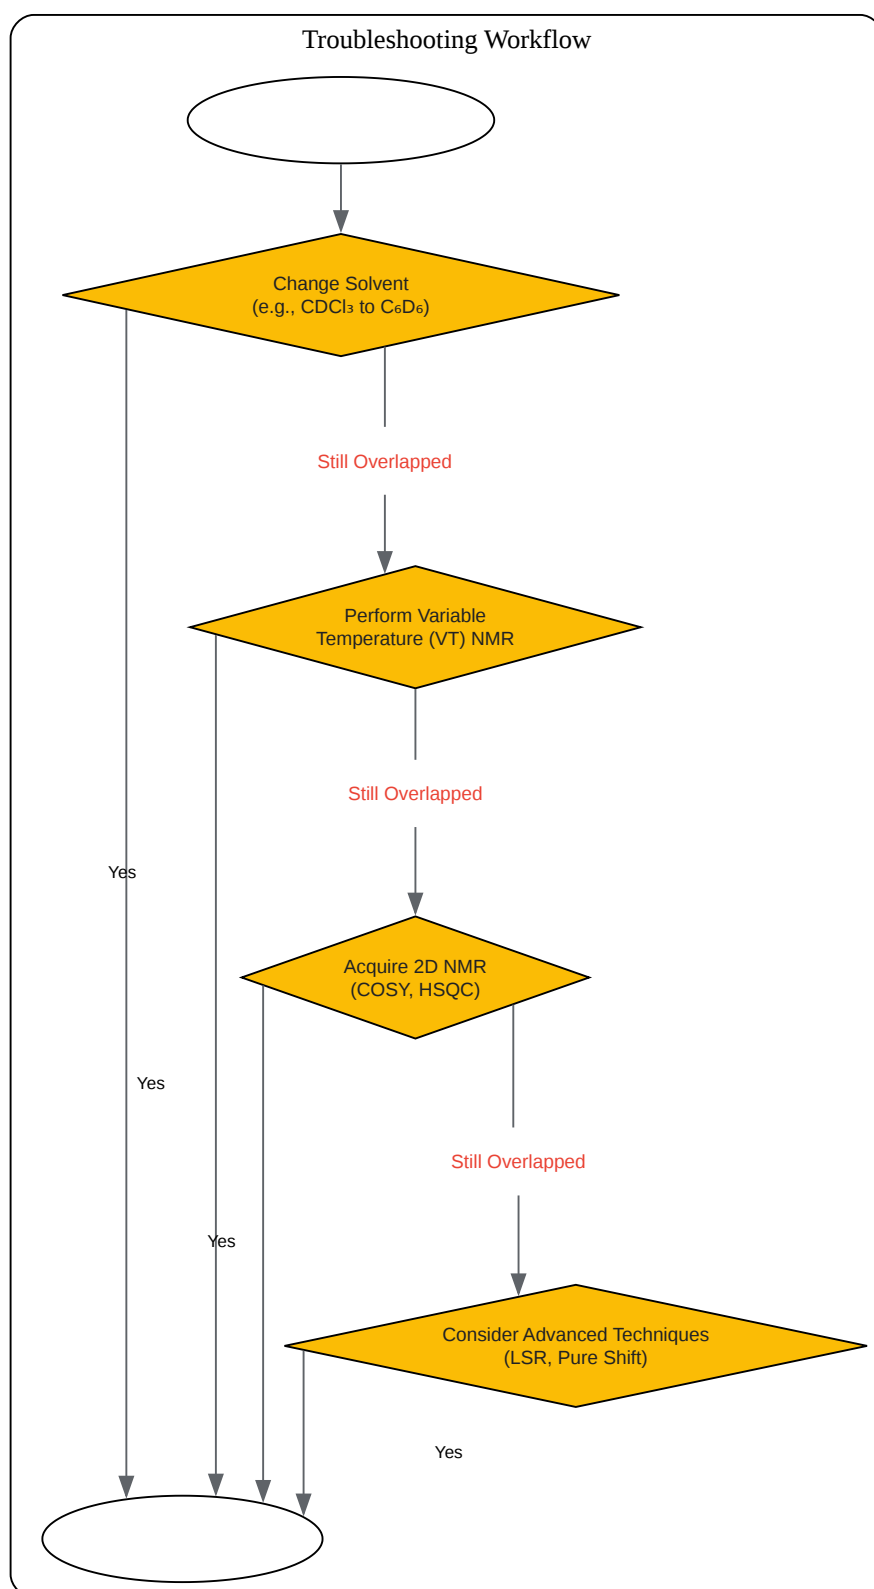 Troubleshooting Workflow
Change Solvent
(e.g., CDCl₃ to C₆D₆)
Still Overlapped
Perform Variable
Temperature (VT) NMR
Still Overlapped
Yes
Acquire 2D NMR
(COSY, HSQC)
Yes
Still Overlapped
Yes
Consider Advanced Techniques
(LSR, Pure Shift)
Yes